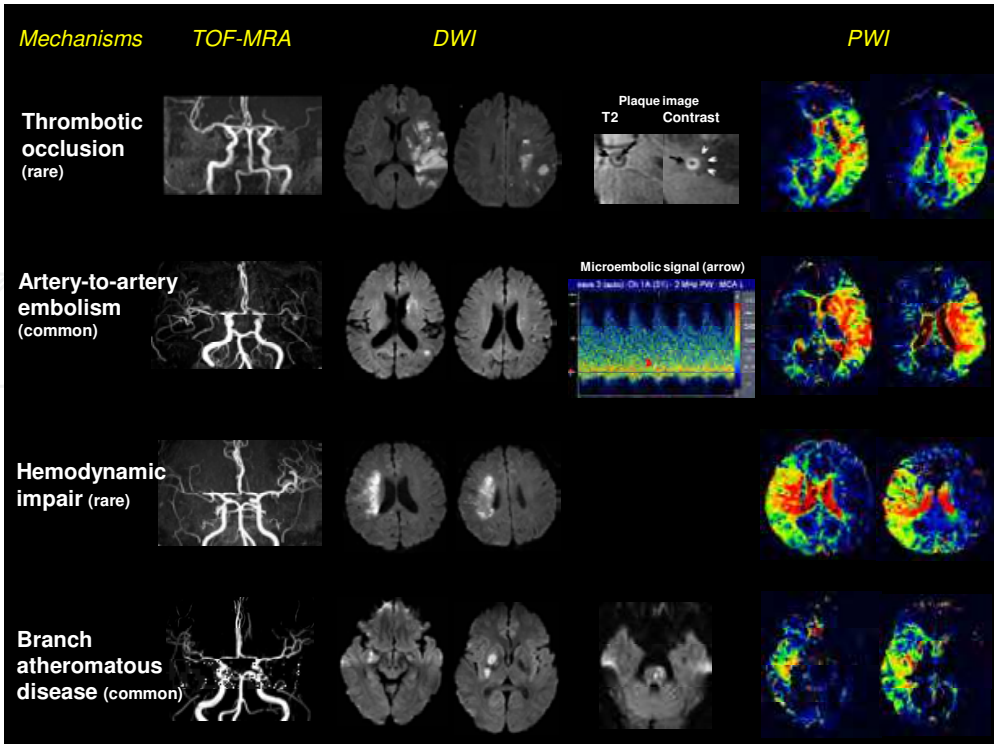 Mechanisms TOF-MRA DWI PWI
Thrombotic
occlusion
(rare)
Plaque image
T2 Contrast
Artery-to-artery
embolism
(common)
Microembolic signal (arrow)
Hemodynamic
impair (rare)
Branch
atheromatous
disease (common)